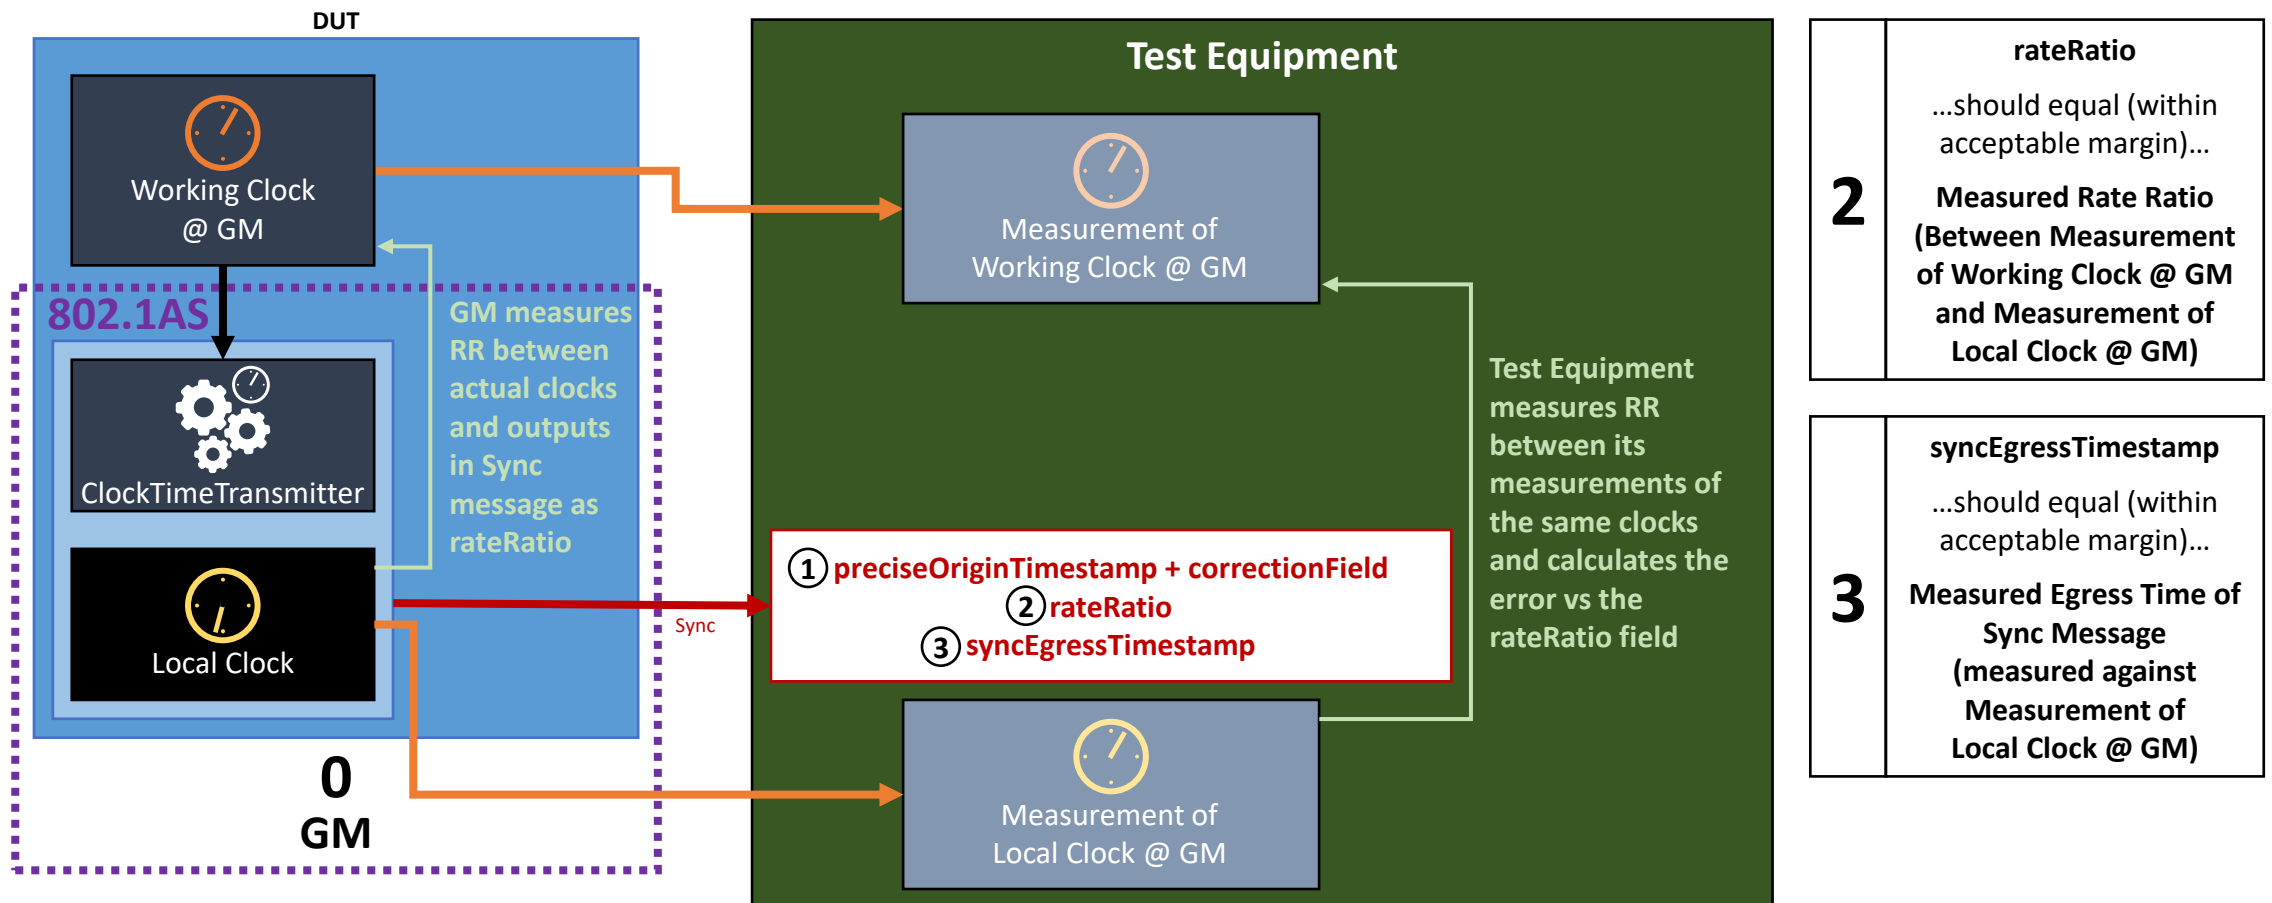 DUT
Working Clock
@ GM
802.1AS
GM measures
RR between
actual clocks
and outputs
in Sync
message as
rateRatio
ClockTimeTransmitter
Local Clock
0
GM
Sync
Test Equipment
Measurement of
Working Clock @ GM
1 preciseOriginTimestamp + correctionField
2 rateRatio
3 syncEgressTimestamp
Measurement of
Local Clock @ GM
Test Equipment
measures RR
between its
measurements of
the same clocks
and calculates the
error vs the
rateRatio field
2
rateRatio
...should equal (within
acceptable margin)...
Measured Rate Ratio
(Between Measurement
of Working Clock @ GM
and Measurement of
Local Clock @ GM)
3
syncEgressTimestamp
...should equal (within
acceptable margin)...
Measured Egress Time of
Sync Message
(measured against
Measurement of
Local Clock @ GM)